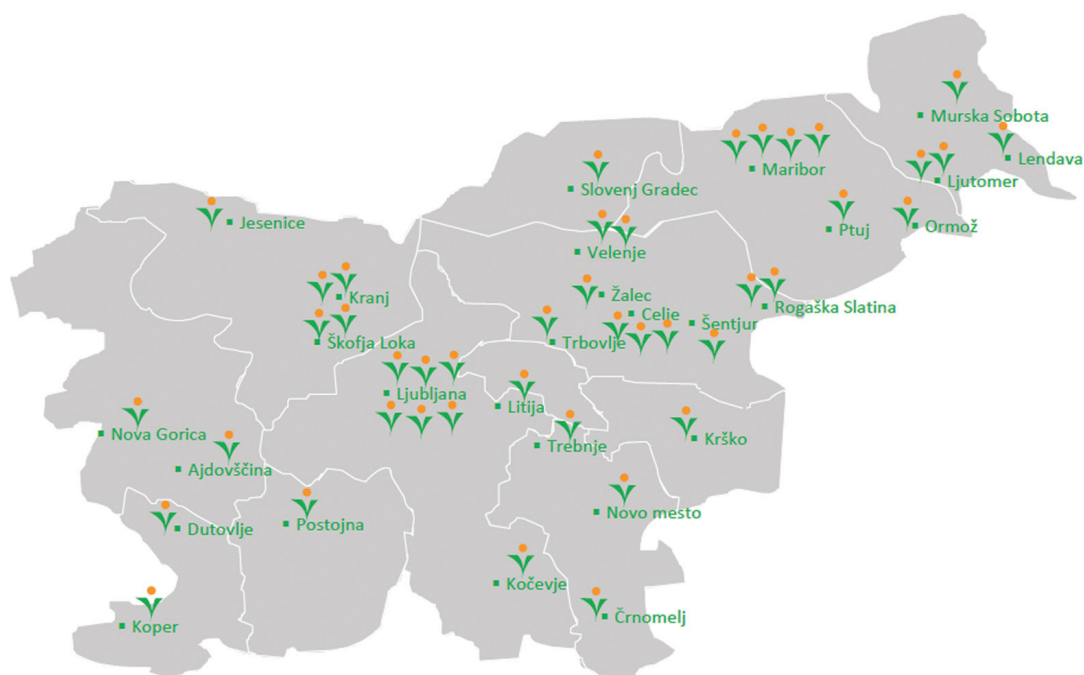 Murska Sobota
Lendava
Maribor
Ljutomer
Slovenj Gradec
Jesenice
Ptuj
Ormož
Velenje
Kranj
Žalec
Rogaška Slatina
Celje
Šentjur
Škofja Loka
Trbovlje
Ljubljana
Litija
Nova Gorica
Krško
Trebnje
Ajdovščina
Novo mesto
Postojna
Dutovlje
Kočevje
Črnomelj
Koper